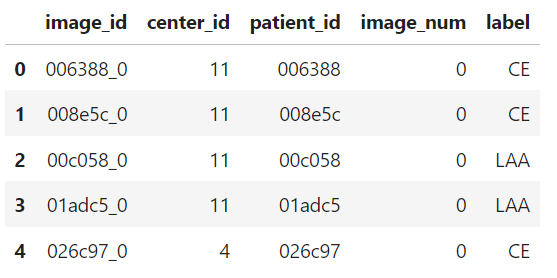 image_id center_id patient_id image_num label
0 006388_0 11 006388 0 CE
1 008e5c_0 11 008e5c 0 CE
2 00c058_0 11 00c058 0 LAA
3 01adc5_0 11 01adc5 0 LAA
4 026c97_0 4 026c97 0 CE